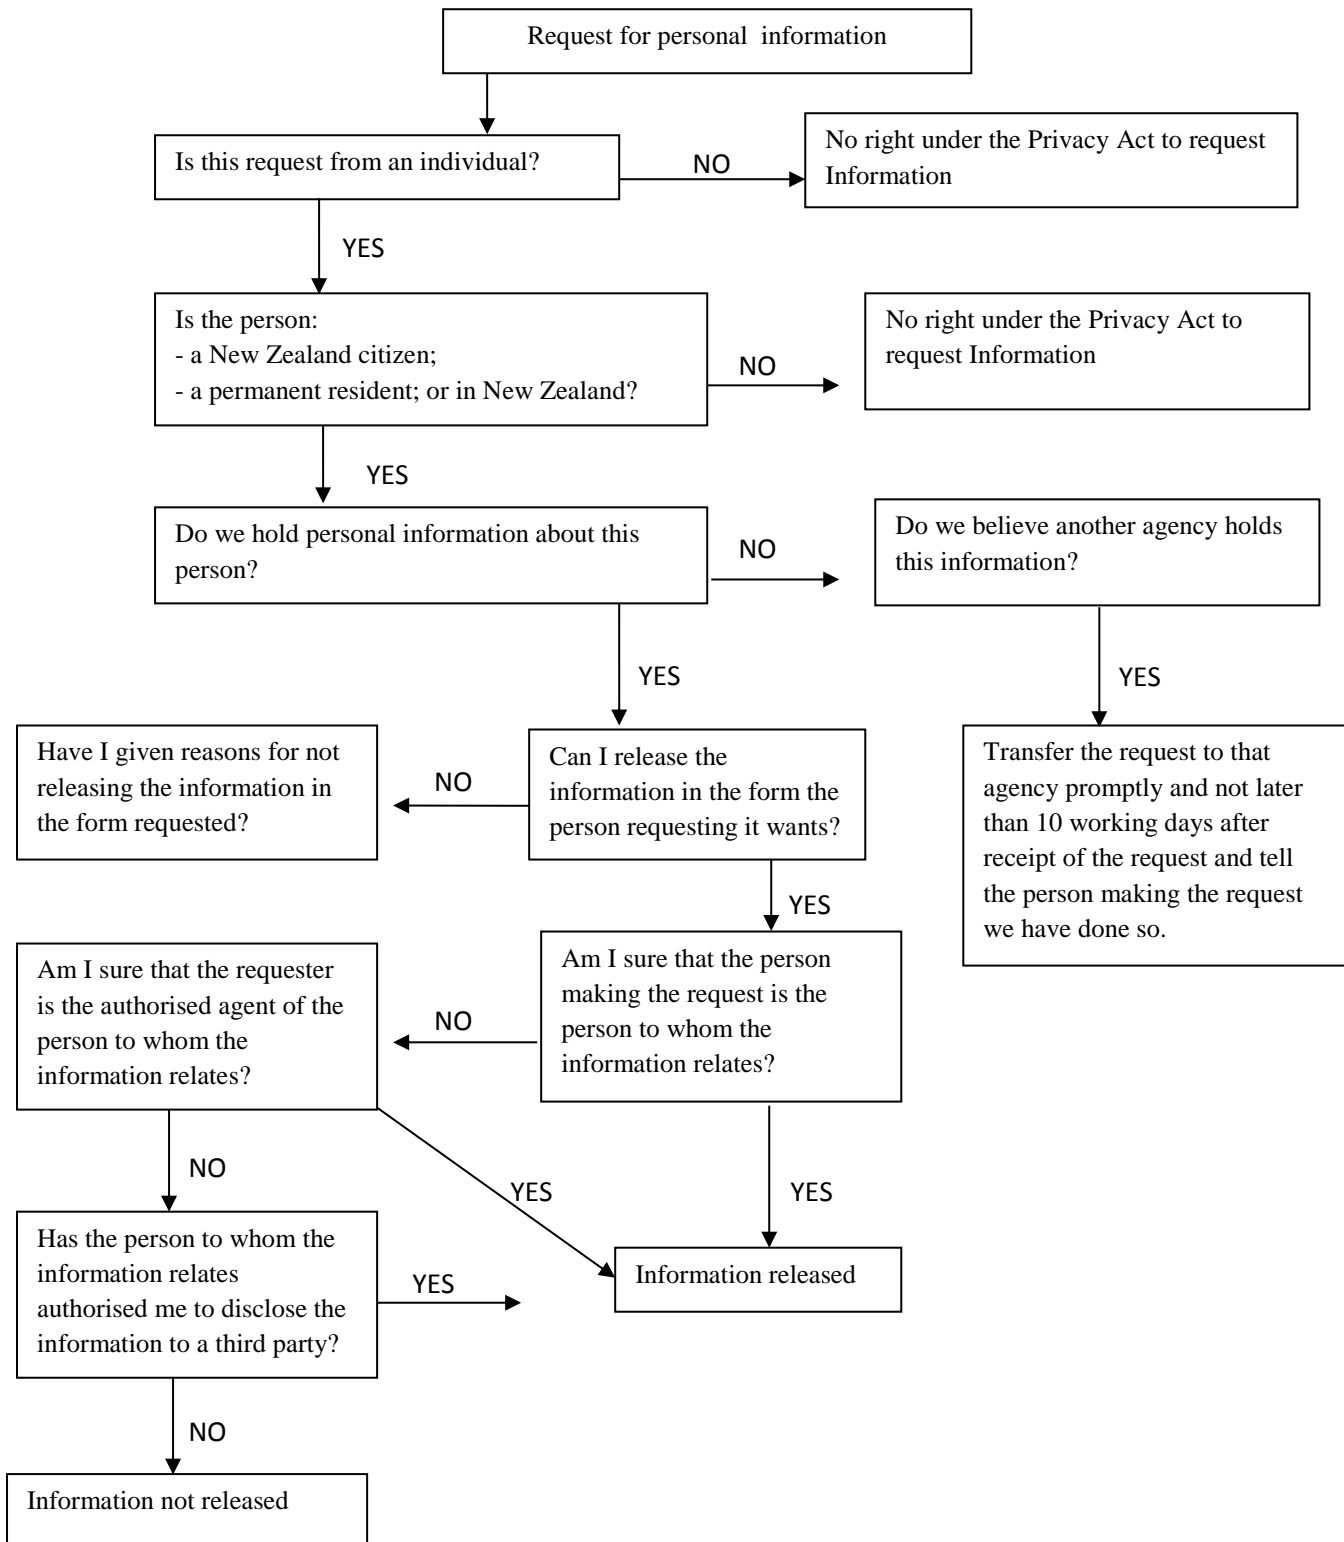 Request for personal  information
Is this request from an individual?
NO
No right under the Privacy Act to request
Information
YES
Is the person:
- a New Zealand citizen;
- a permanent resident; or in New Zealand?
NO
No right under the Privacy Act to
request Information
YES
Do we hold personal information about this
person?
NO
Do we believe another agency holds
this information?
YES
YES
Have I given reasons for not
releasing the information in
the form requested?
NO
Can I release the
information in the form the
person requesting it wants?
Transfer the request to that
agency promptly and not later
than 10 working days after
receipt of the request and tell
the person making the request
we have done so.
YES
Am I sure that the requester
is the authorised agent of the
person to whom the
information relates?
NO
Am I sure that the person
making the request is the
person to whom the
information relates?
NO
YES
YES
Has the person to whom the
information relates
authorised me to disclose the
information to a third party?
YES
Information released
NO
Information not released